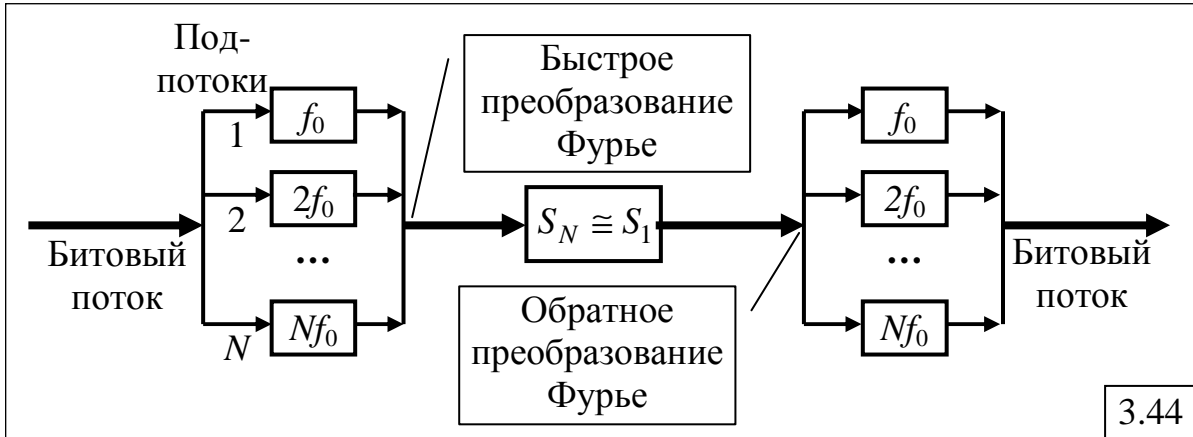 Под-
потоки
1
f₀
2
2f₀
...
N
Nf₀
Битовый
поток
Быстрое
преобразование
Фурье
S_N ≅ S₁
Обратное
преобразование
Фурье
f₀
2f₀
...
Nf₀
Битовый
поток
3.44